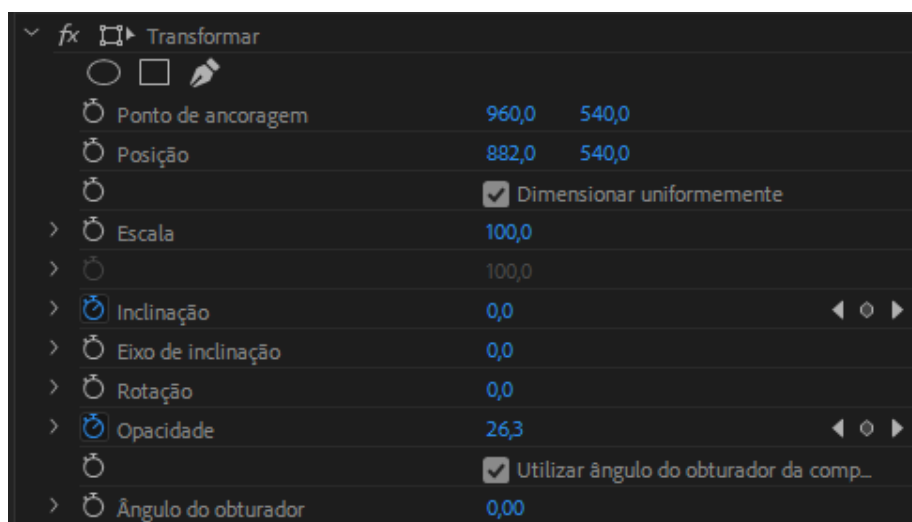 fx Transformar
Ponto de ancoragem 960,0 540,0
Posição 882,0 540,0
Dimensionar uniformemente
Escala 100,0
100,0
Inclinação 0,0
Eixo de inclinação 0,0
Rotação 0,0
Opacidade 26,3
Utilizar ângulo do obturador da comp...
Ângulo do obturador 0,00